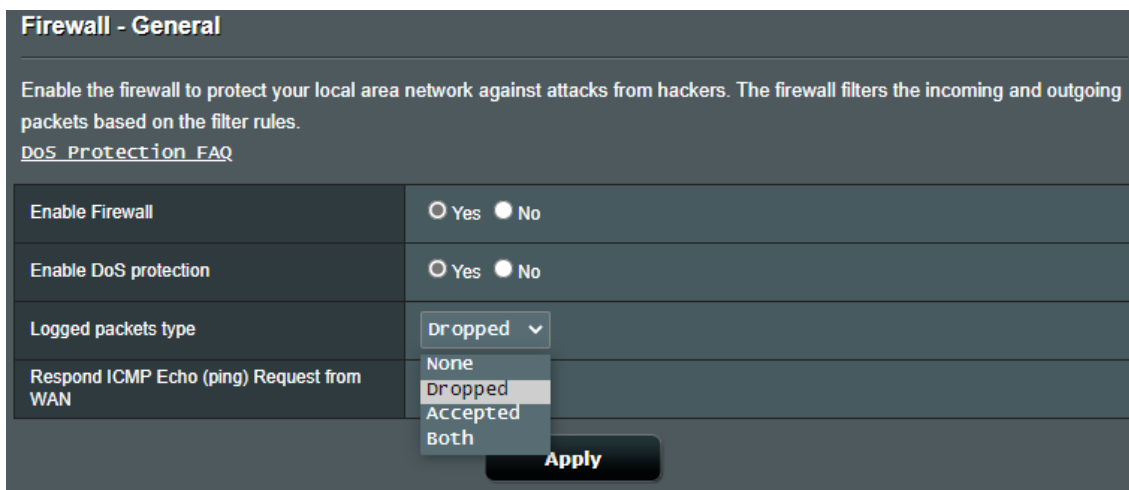 Firewall - General
Enable the firewall to protect your local area network against attacks from hackers. The firewall filters the incoming and outgoing
packets based on the filter rules.
DoS Protection FAQ
Enable Firewall
Yes No
Enable DoS protection
Yes No
Logged packets type
Dropped
None
Dropped
Accepted
Both
Respond ICMP Echo (ping) Request from
WAN
Apply